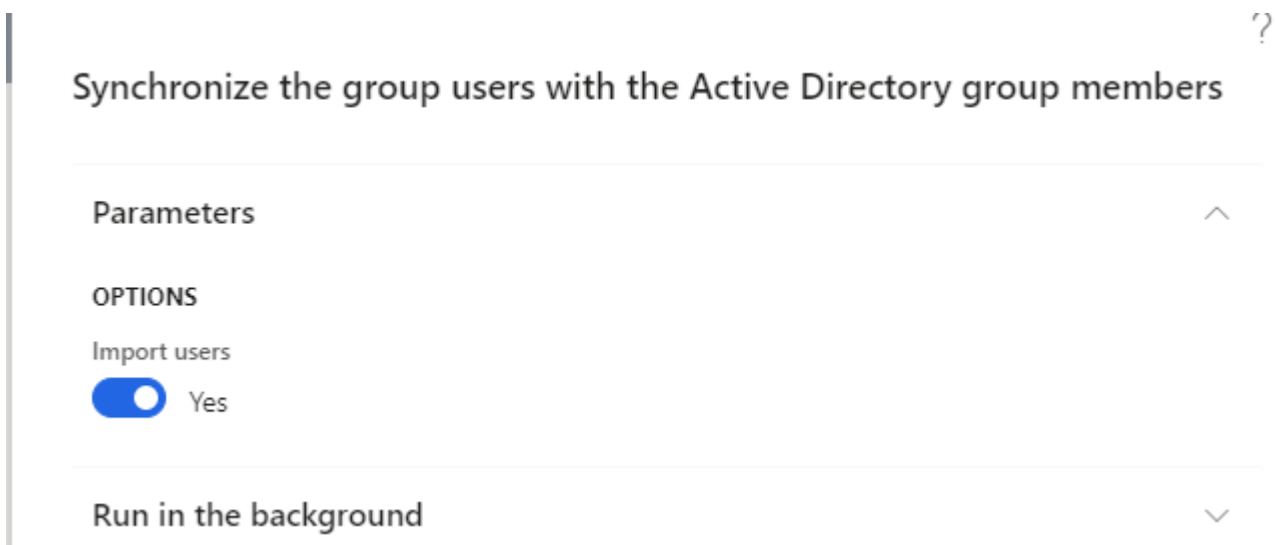 ?
Synchronize the group users with the Active Directory group members
Parameters
OPTIONS
Import users
Yes
Run in the background